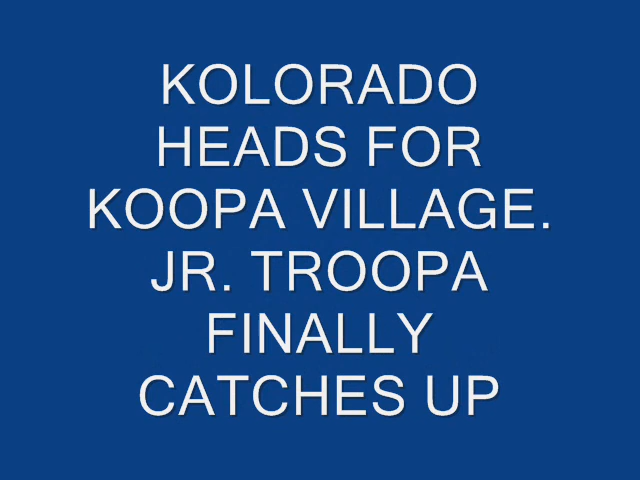 KOLORADO
HEADS FOR
KOOPA VILLAGE.
JR. TROOPA
FINALLY
CATCHES UP